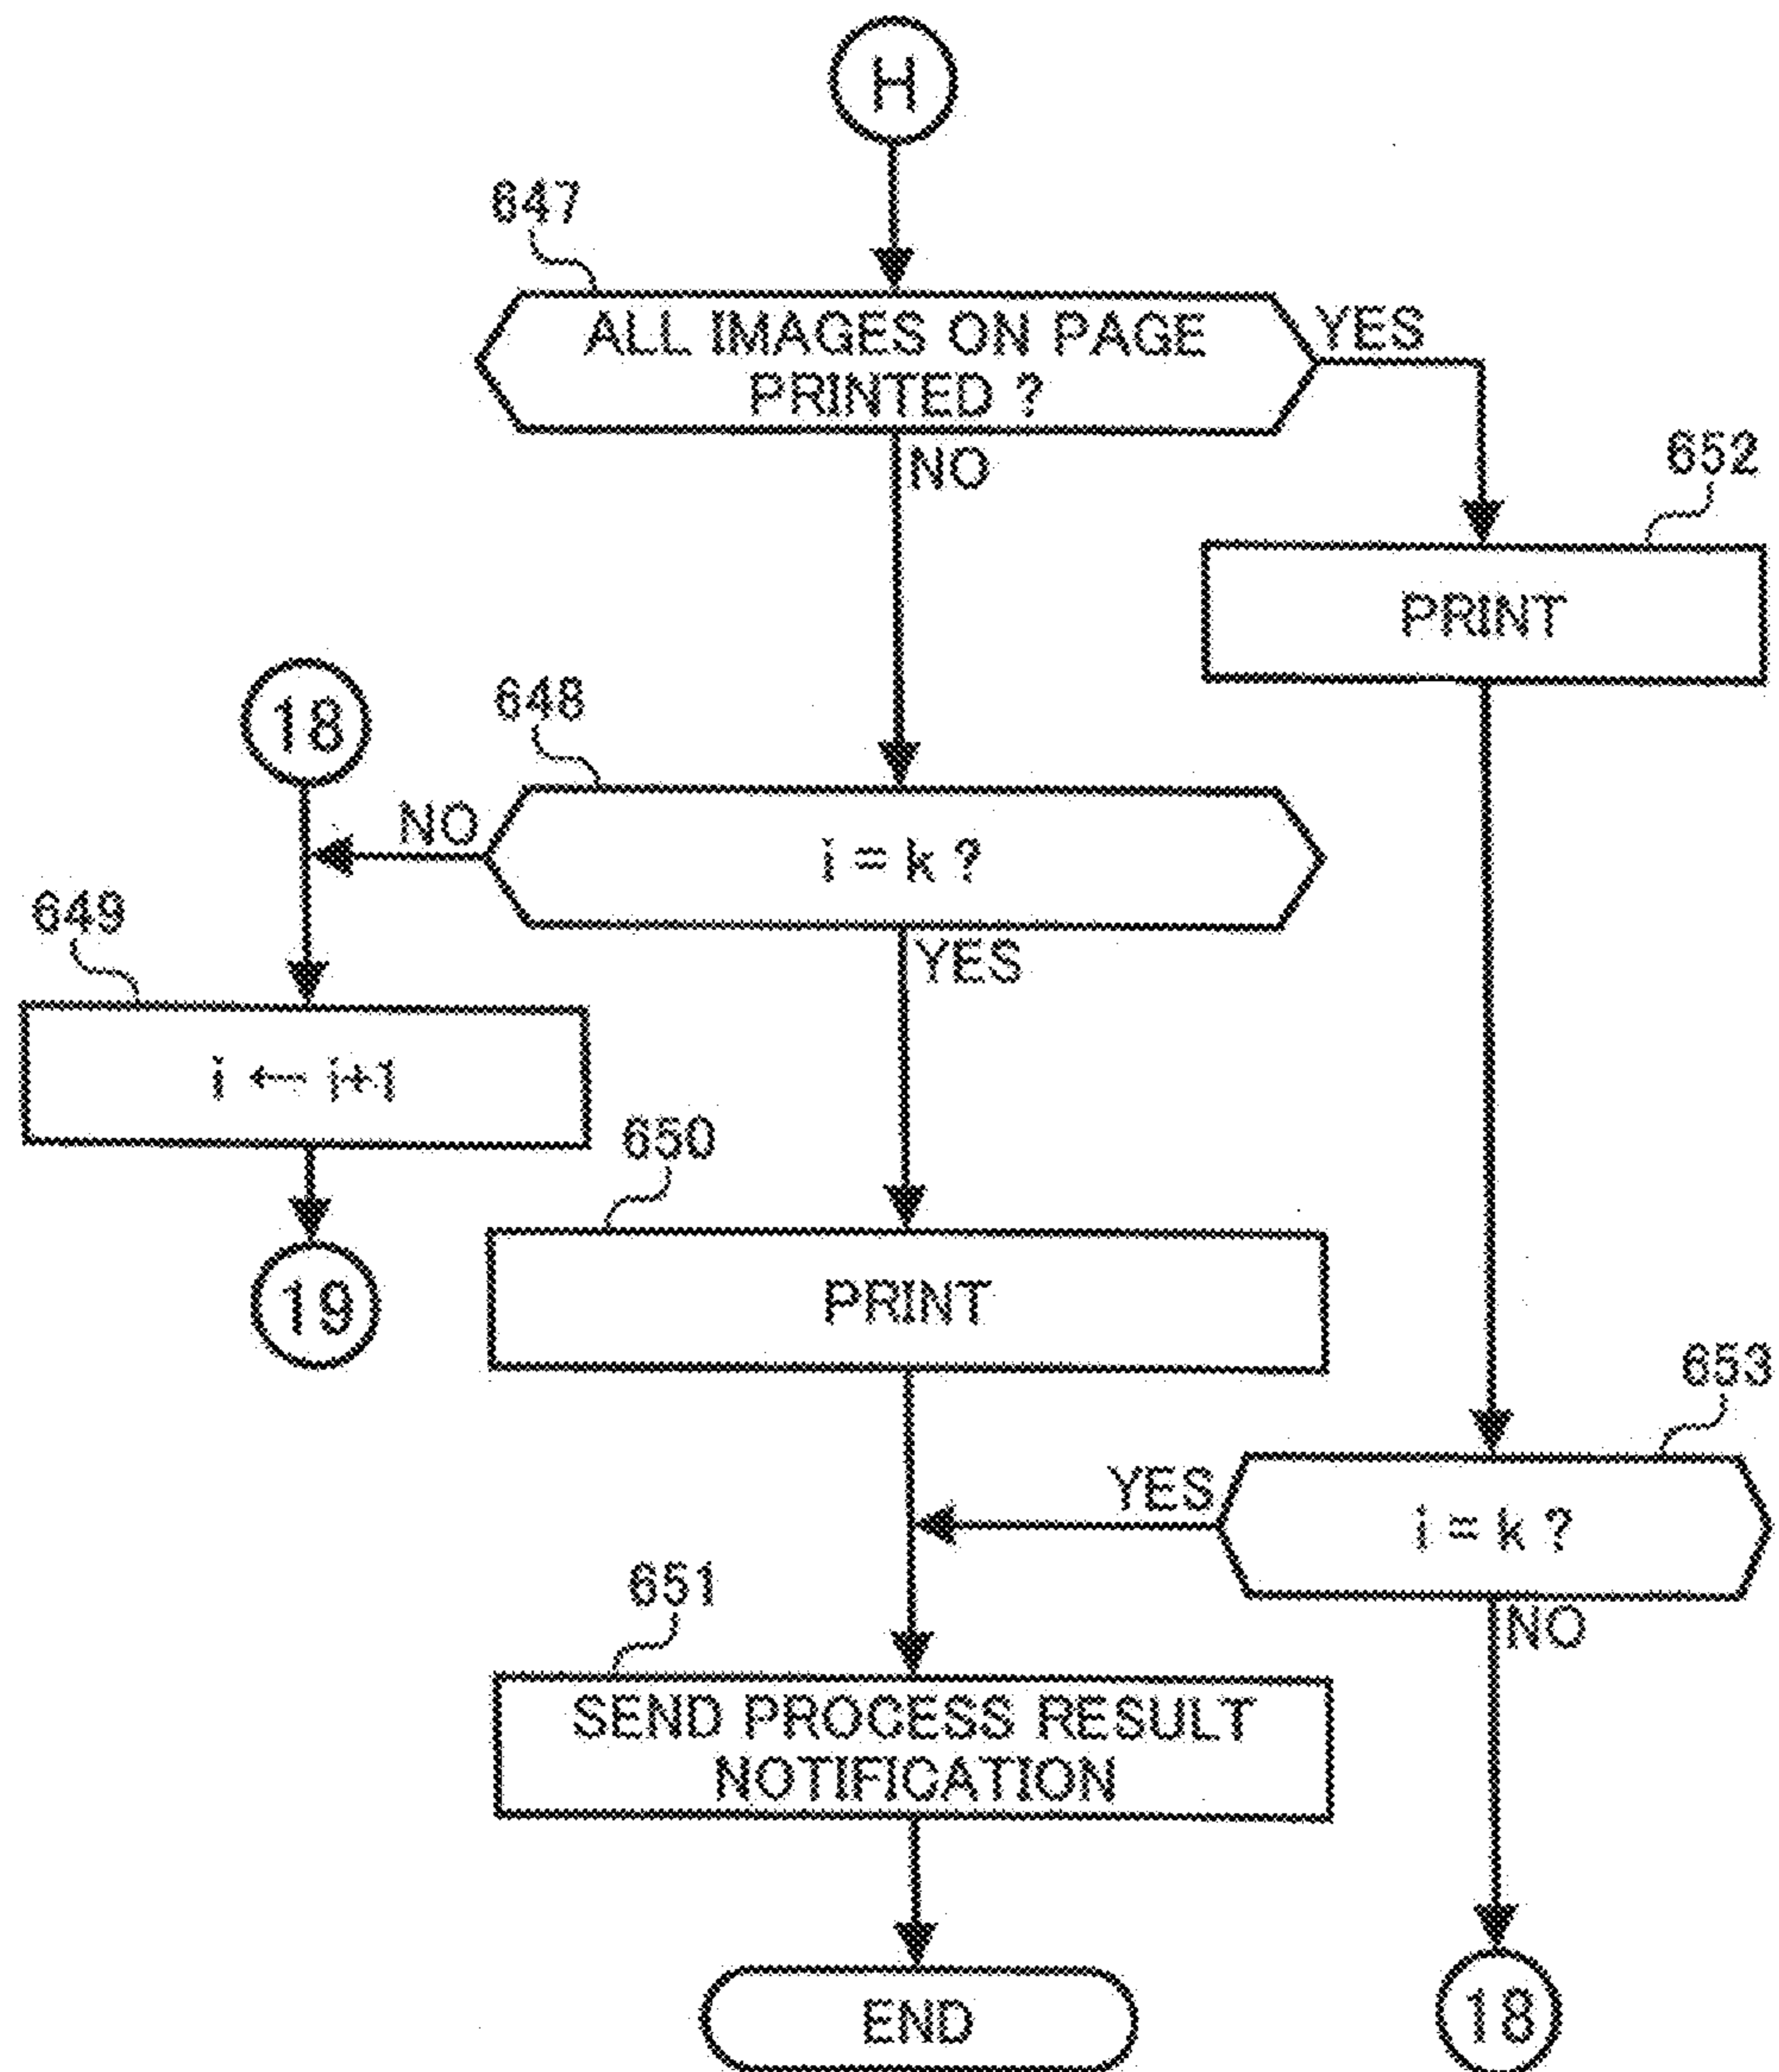 H
647
ALL IMAGES ON PAGE
PRINTED ?
YES
NO
652
PRINT
18
648
NO
i = k ?
YES
649
i ← i+1
650
PRINT
19
653
YES
i = k ?
NO
651
SEND PROCESS RESULT
NOTIFICATION
END
18